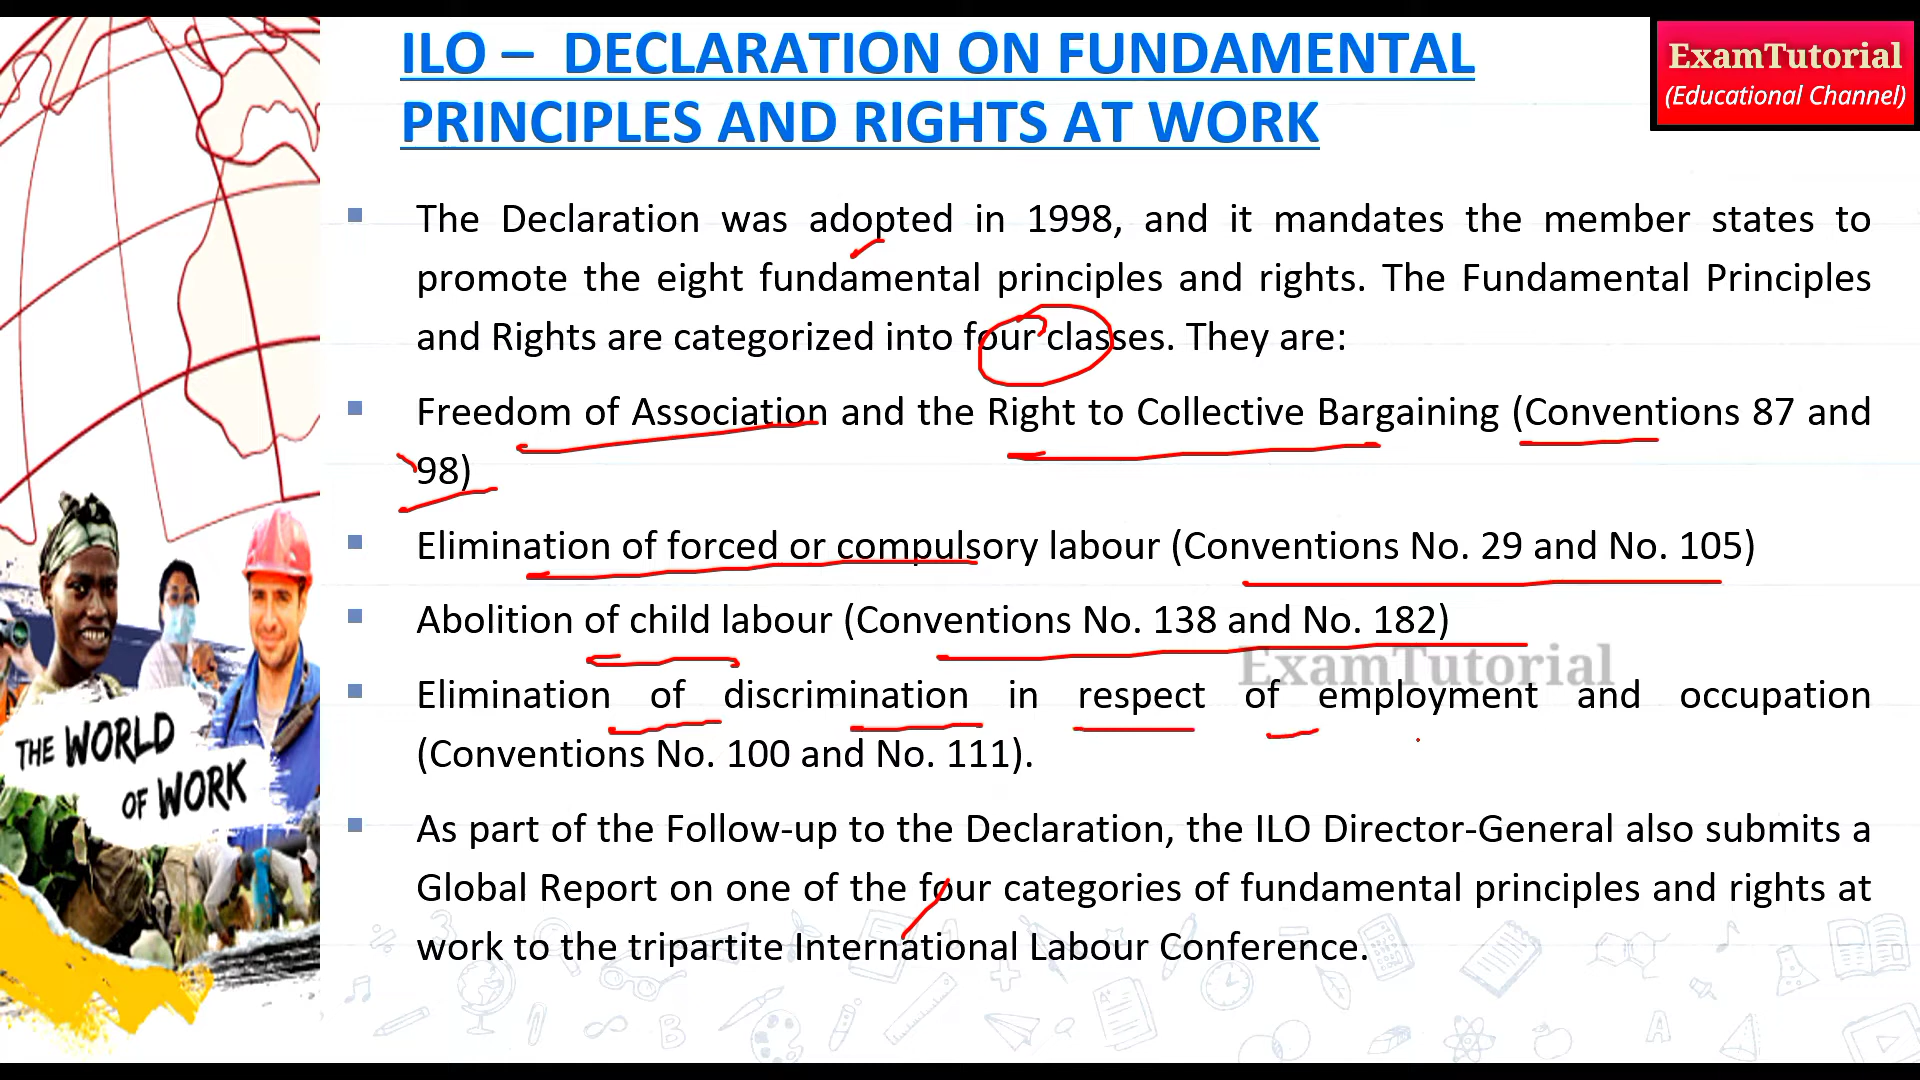 ILO – DECLARATION ON FUNDAMENTAL
PRINCIPLES AND RIGHTS AT WORK
ExamTutorial
(Educational Channel)
The Declaration was adopted in 1998, and it mandates the member states to
promote the eight fundamental principles and rights. The Fundamental Principles
and Rights are categorized into four classes. They are:
Freedom of Association and the Right to Collective Bargaining (Conventions 87 and
98)
Elimination of forced or compulsory labour (Conventions No. 29 and No. 105)
Abolition of child labour (Conventions No. 138 and No. 182)
ExamTutorial
Elimination of discrimination in respect of employment and occupation
(Conventions No. 100 and No. 111).
As part of the Follow-up to the Declaration, the ILO Director-General also submits a
Global Report on one of the four categories of fundamental principles and rights at
work to the tripartite International Labour Conference.
THE WORLD
OF WORK